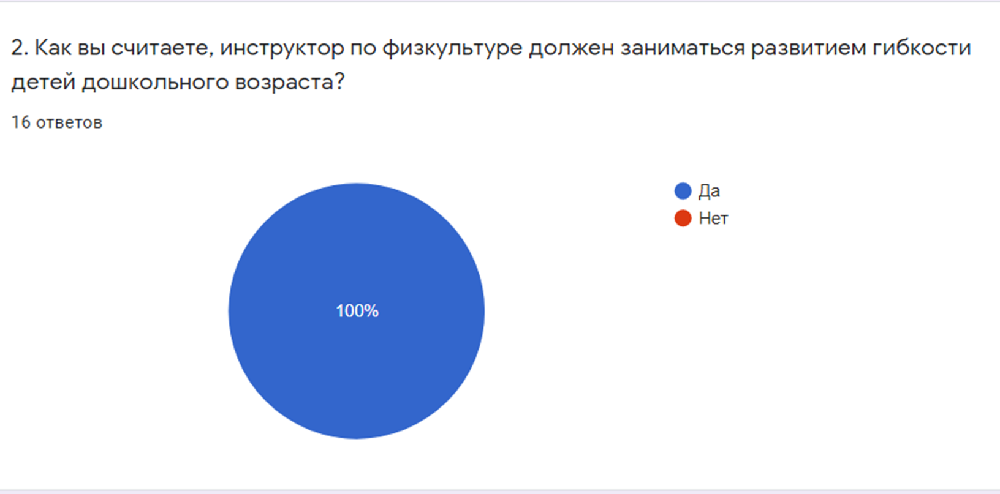 2. Как вы считаете, инструктор по физкультуре должен заниматься развитием гибкости
детей дошкольного возраста?
16 ответов
Да
Нет
100%